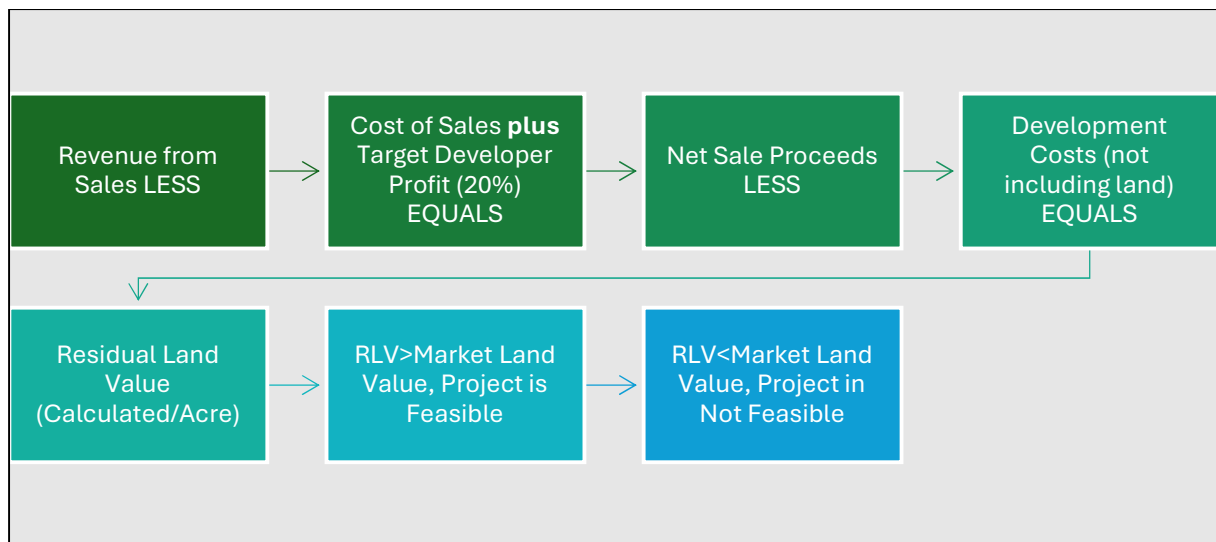 Revenue from
Sales LESS
Cost of Sales plus
Target Developer
Profit (20%)
EQUALS
Net Sale Proceeds
LESS
Development
Costs (not
including land)
EQUALS
Residual Land
Value
(Calculated/Acre)
RLV>Market Land
Value, Project is
Feasible
RLV<Market Land
Value, Project in
Not Feasible